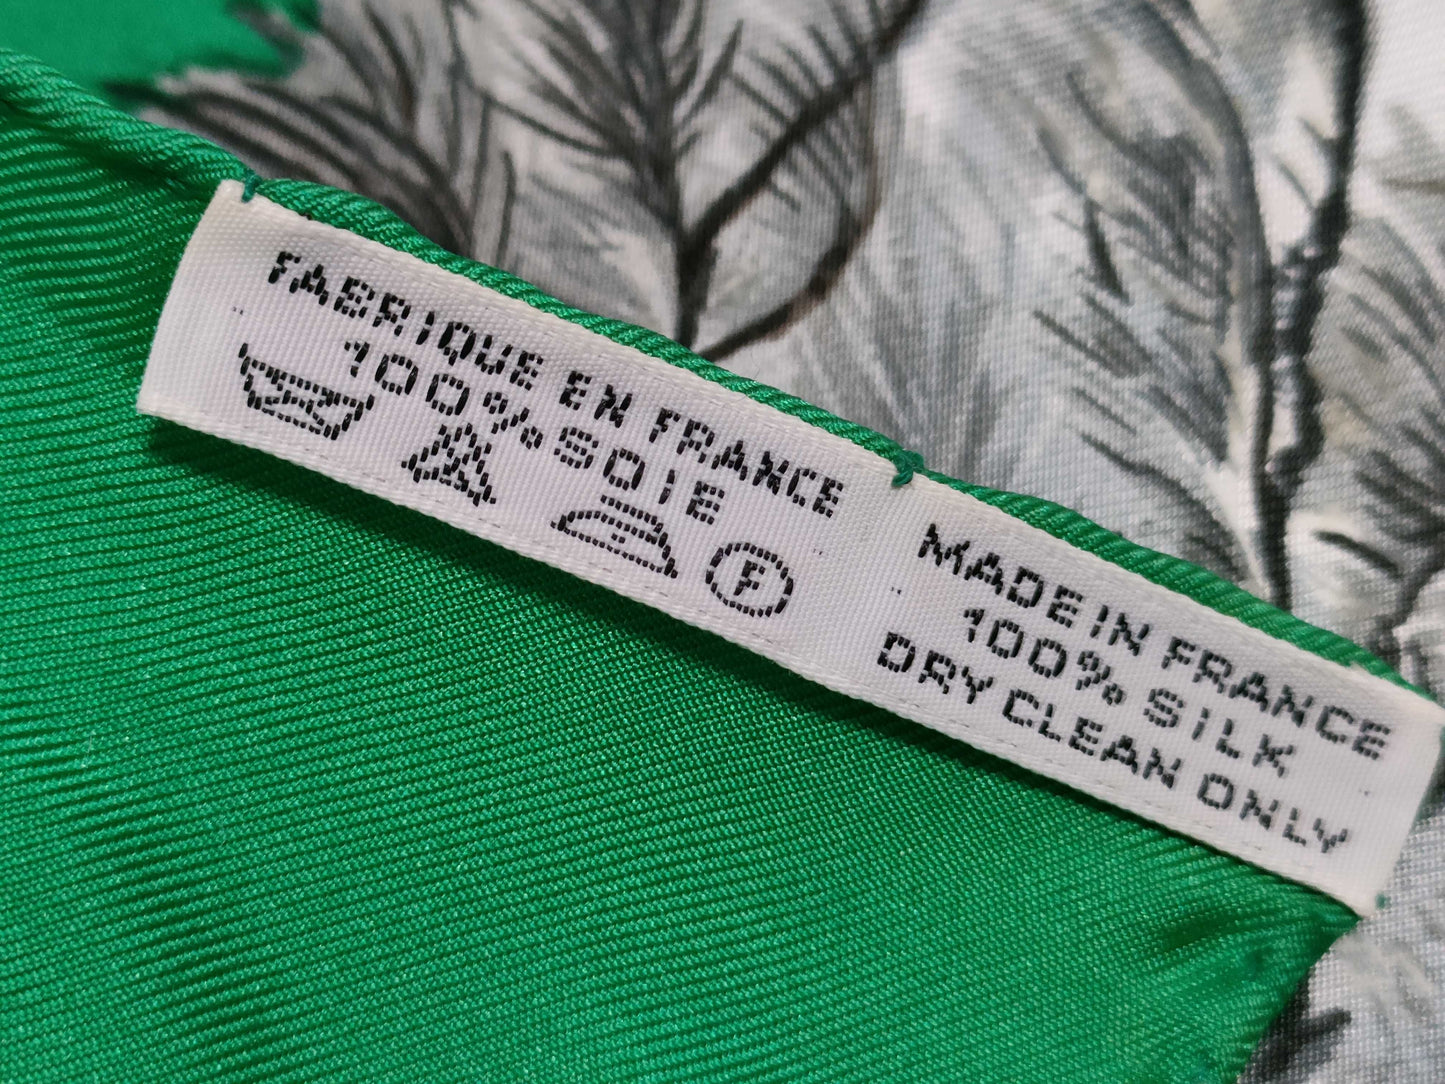 FABRIQUE EN FRANCE
100% SOIE
F
MADE IN FRANCE
100% SILK
DRY CLEAN ONLY